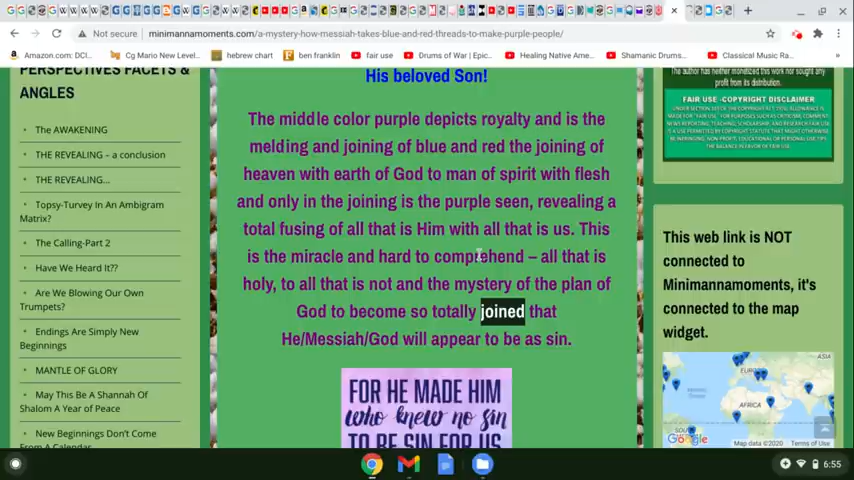 Not secure
minimannamoments.com/a-mystery-how-messiah-takes-blue-and-red-threads-to-make-purple-people/
Amazon.com: DCI...
Cg Mario New Level...
hebrew chart
ben franklin
fair use
Drums of War | Epic...
Healing Native Ame...
Shamanic Drums...
Classical Music Ra...
PERSPECTIVES FACETS &
ANGLES
The AWAKENING
THE REVEALING – a conclusion
THE REVEALING...
Topsy-Turvey In An Ambigram
Matrix?
The Calling-Part 2
Have We Heard It??
Are We Blowing Our Own
Trumpets?
Endings Are Simply New
Beginnings
MANTLE OF GLORY
May This Be A Shannah Of
Shalom A Year of Peace
New Beginnings Don't Come
From A Calendar
His beloved Son!
The middle color purple depicts royalty and is the
melding and joining of blue and red the joining of
heaven with earth of God to man of spirit with flesh
and only in the joining is the purple seen, revealing a
total fusing of all that is Him with all that is us. This
is the miracle and hard to comprehend – all that is
holy, to all that is not and the mystery of the plan of
God to become so totally joined that
He/Messiah/God will appear to be as sin.
FOR HE MADE HIM
who knew no sin
TO BE SIN FOR US
The author has neither monetized this work nor sought any
profit from its distribution.
FAIR USE -COPYRIGHT DISCLAIMER
This web link is NOT
connected to
Minimannamoments,
it's connected to the map
widget.
ASIA
EUROPE
AFRICA
Google
Map data ©2020
Terms of Use
6:55